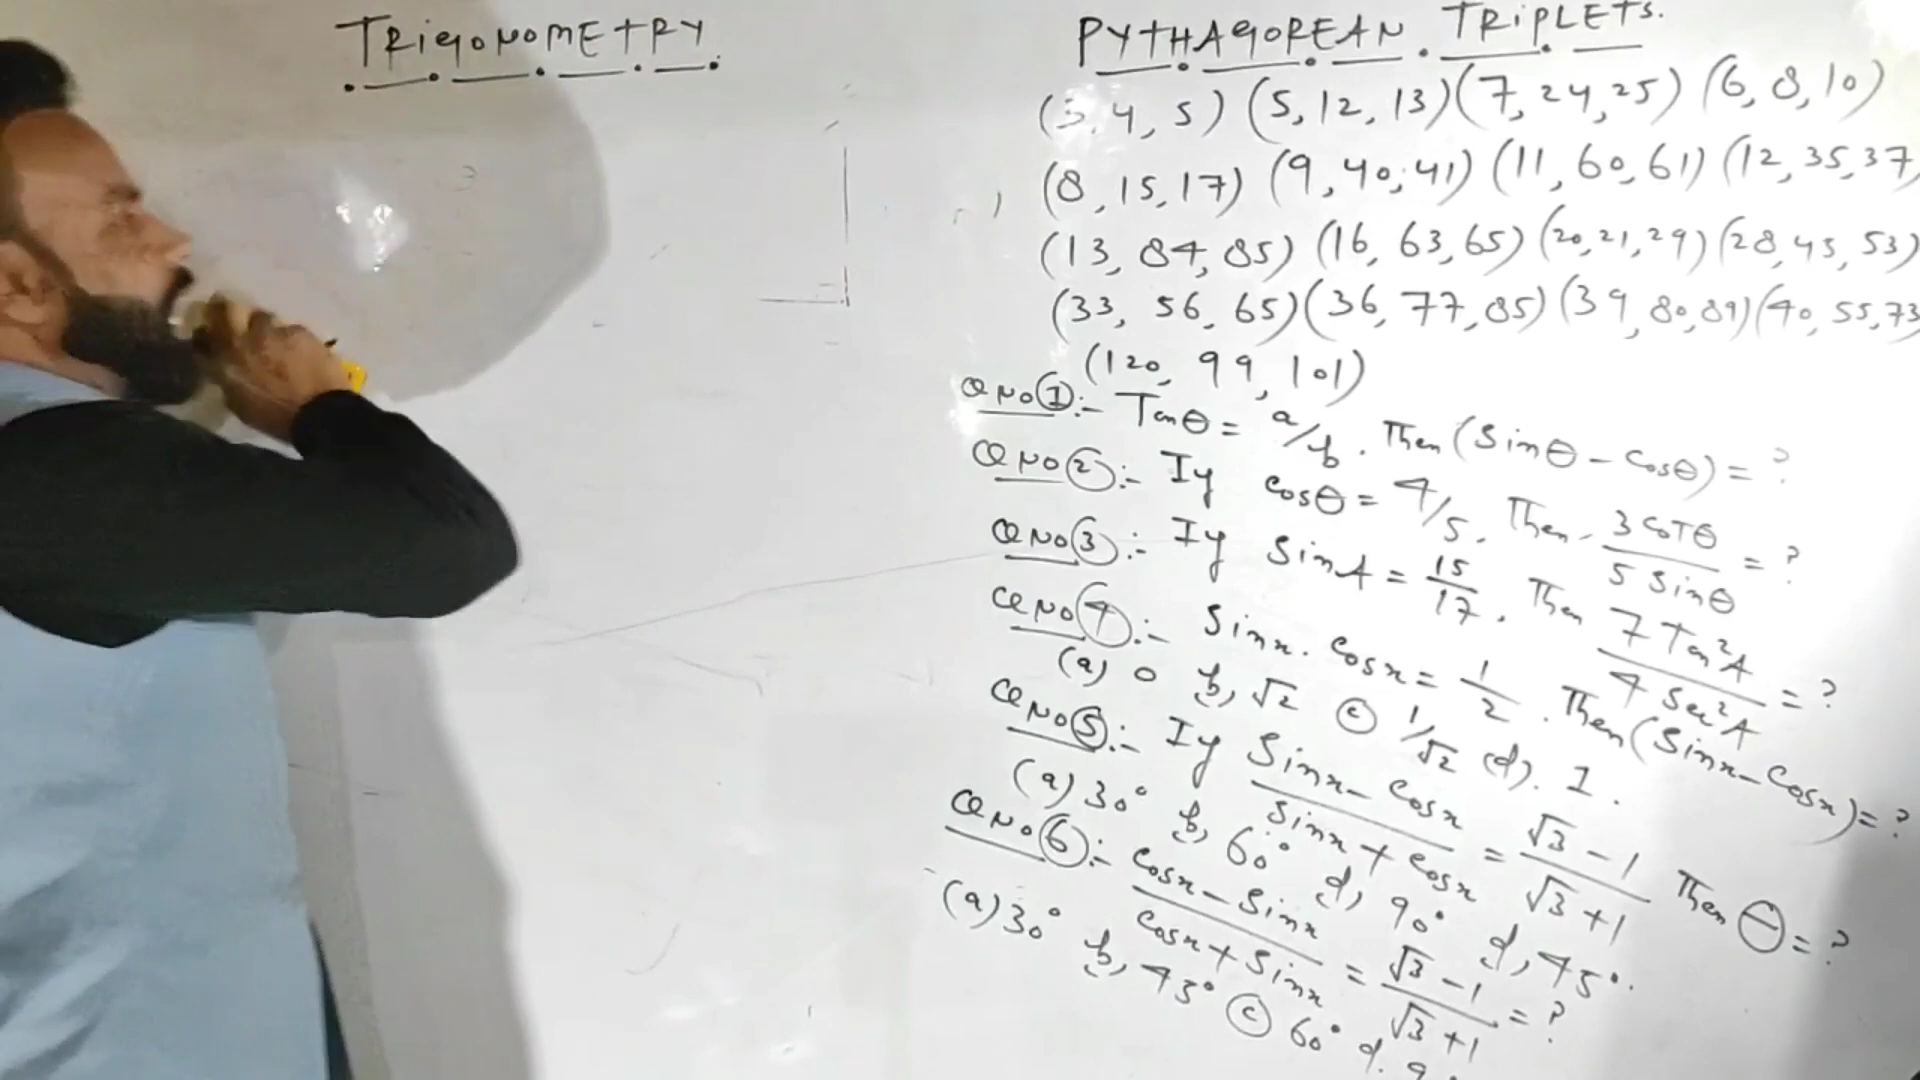 TRIGONOMETRY
PYTHAGOREAN TRIPLETS.
(3, 4, 5) (5, 12, 13) (7, 24, 25) (6, 8, 10)
(8, 15, 17) (9, 40, 41) (11, 60, 61) (12, 35, 37)
(13, 84, 85) (16, 63, 65) (20, 21, 29) (28, 45, 53)
(33, 56, 65) (36, 77, 85) (39, 80, 89) (40, 55, 73
(120, 99, 101)
Q No ①:- Tanθ = a/b. Then (Sinθ - Cosθ) = ?
Q No ②:- If Cosθ = 4/5. Then. 3 Cotθ / 5 Sinθ = ?
Q No ③:- If SinA = 15/17. Then 7 Tan²A / 4 Sec²A = ?
Q No ④:- Sinx. Cosx = 1/2. Then (Sinx - Cosx) = ?
(a) 0 b, √2 ⓒ 1/√2 (d). 1.
Q No ⑤:- If Sinx - Cosx / Sinx + Cosx = √3 - 1 / √3 + 1 Then θ = ?
(a) 30° b, 60° d, 90° d, 45°.
Q No ⑥:- Cosx - Sinx / Cosx + Sinx = √3 - 1 / √3 + 1 = ?
(a) 30° b, 45° ⓒ 60° d. 9